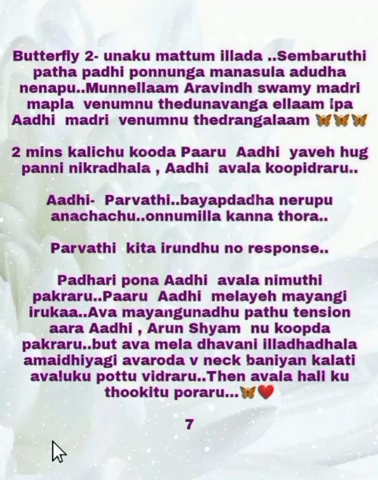 Butterfly 2- unaku mattum illada ..Sembaruthi
patha padhi ponnunga manasula adudha
nenapu..Munnellaam Aravindh swamy madri
mapla venumnu thedunavanga ellaam ipa
Aadhi madri venumnu thedrangalaam 🦋🦋🦋
2 mins kalichu kooda Paaru Aadhi yaveh hug
panni nikradhala , Aadhi avala koopidraru..
Aadhi- Parvathi..bayapdadha nerupu
anachachu..onnumilla kanna thora..
Parvathi kita irundhu no response..
Padhari pona Aadhi avala nimuthi
pakraru..Paaru Aadhi melayeh mayangi
irukaa..Ava mayangunadhu pathu tension
aara Aadhi , Arun Shyam nu koopda
pakraru..but ava mela dhavani illadhadhala
amaidhiyagi avaroda v neck baniyan kalati
avaluku pottu vidraru..Then avala hali ku
thookitu poraru...🦋❤️
7